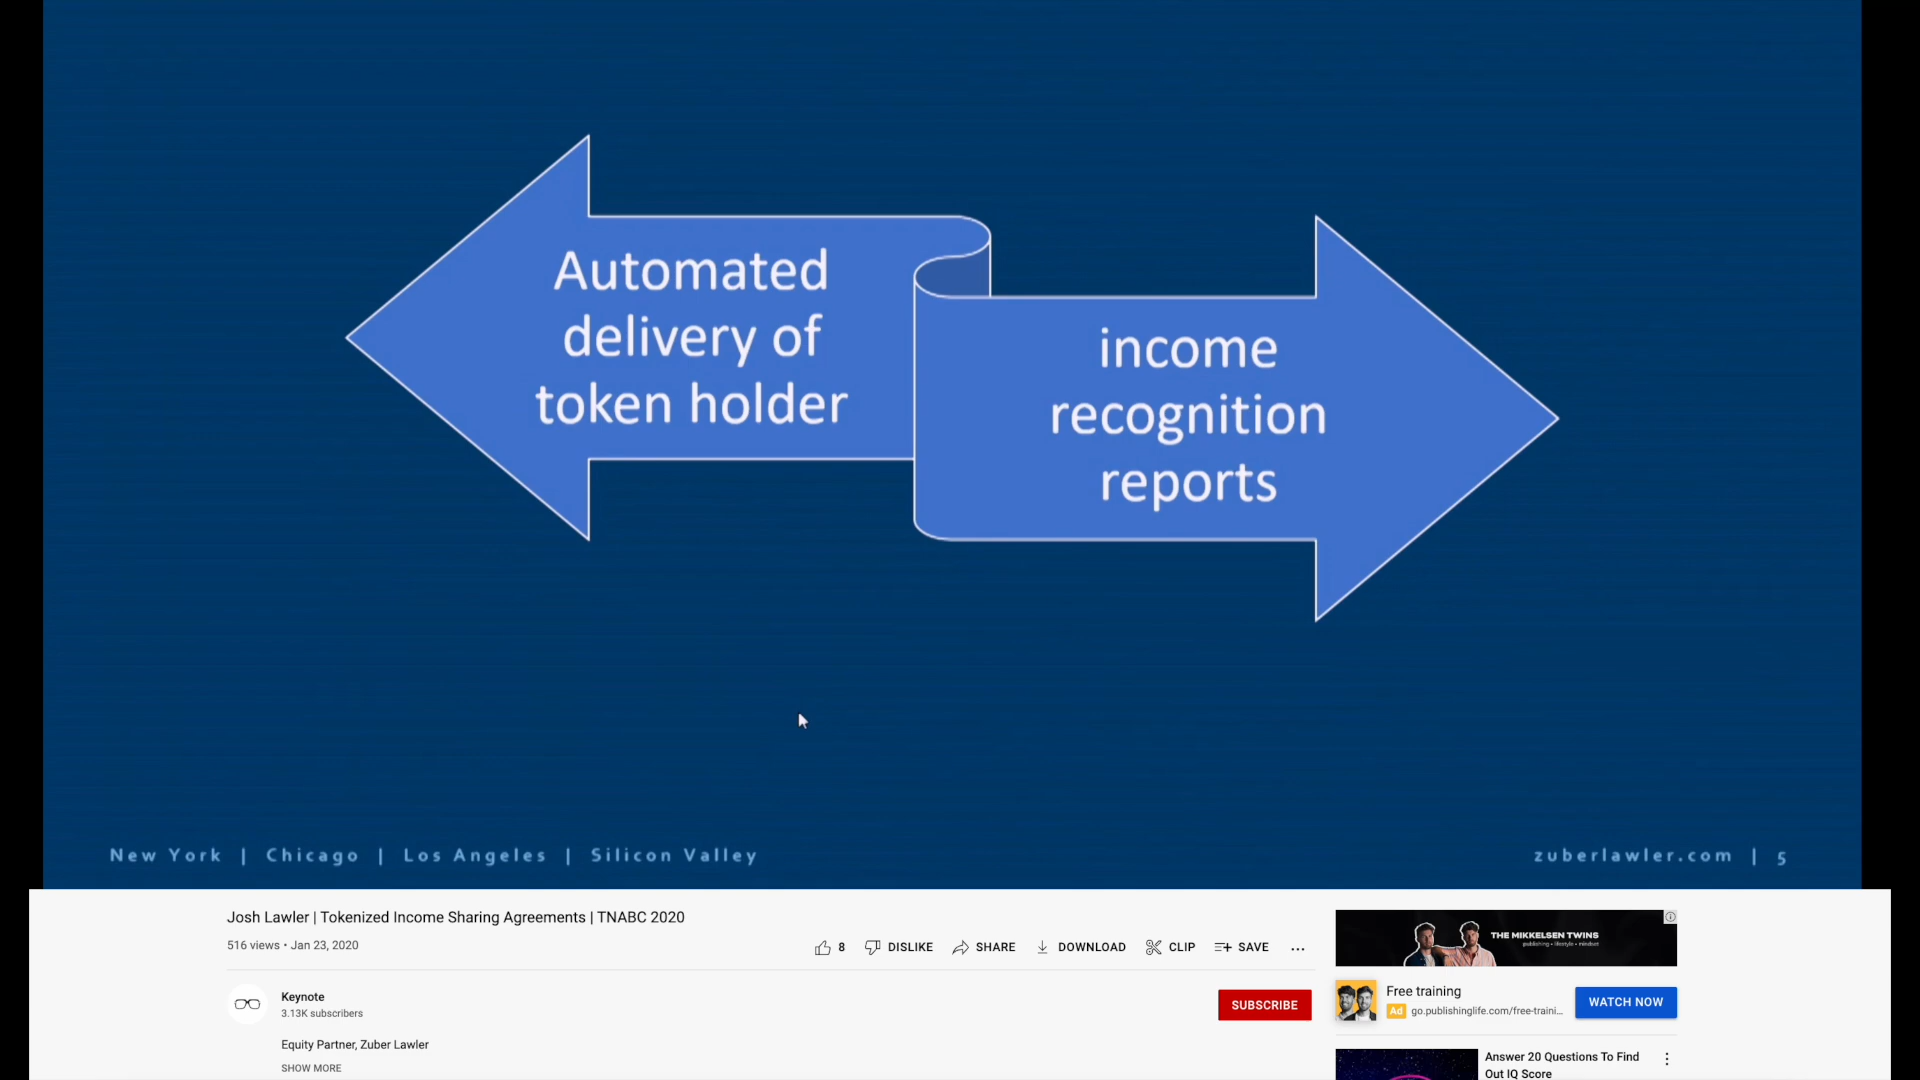 Automated
delivery of
token holder
income
recognition
reports
New York | Chicago | Los Angeles | Silicon Valley
zuberlawler.com | 5
Josh Lawler | Tokenized Income Sharing Agreements | TNABC 2020
516 views • Jan 23, 2020
8
DISLIKE
SHARE
DOWNLOAD
CLIP
SAVE
Keynote
3.13K subscribers
SUBSCRIBE
Equity Partner, Zuber Lawler
SHOW MORE
THE MIKKELSEN TWINS
publishing • lifestyle • mindset
Free training
Ad go.publishinglife.com/free-traini...
WATCH NOW
Answer 20 Questions To Find
Out IQ Score